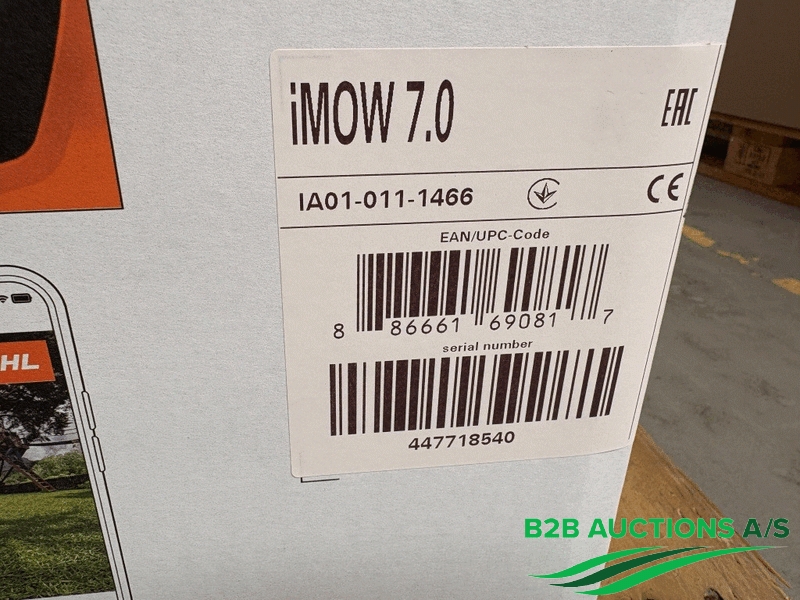 iMOW 7.0
EAC
IA01-011-1466
CE
EAN/UPC-Code
8 86661 69081 7
serial number
447718540
HL
B2B AUCTIONS A/S